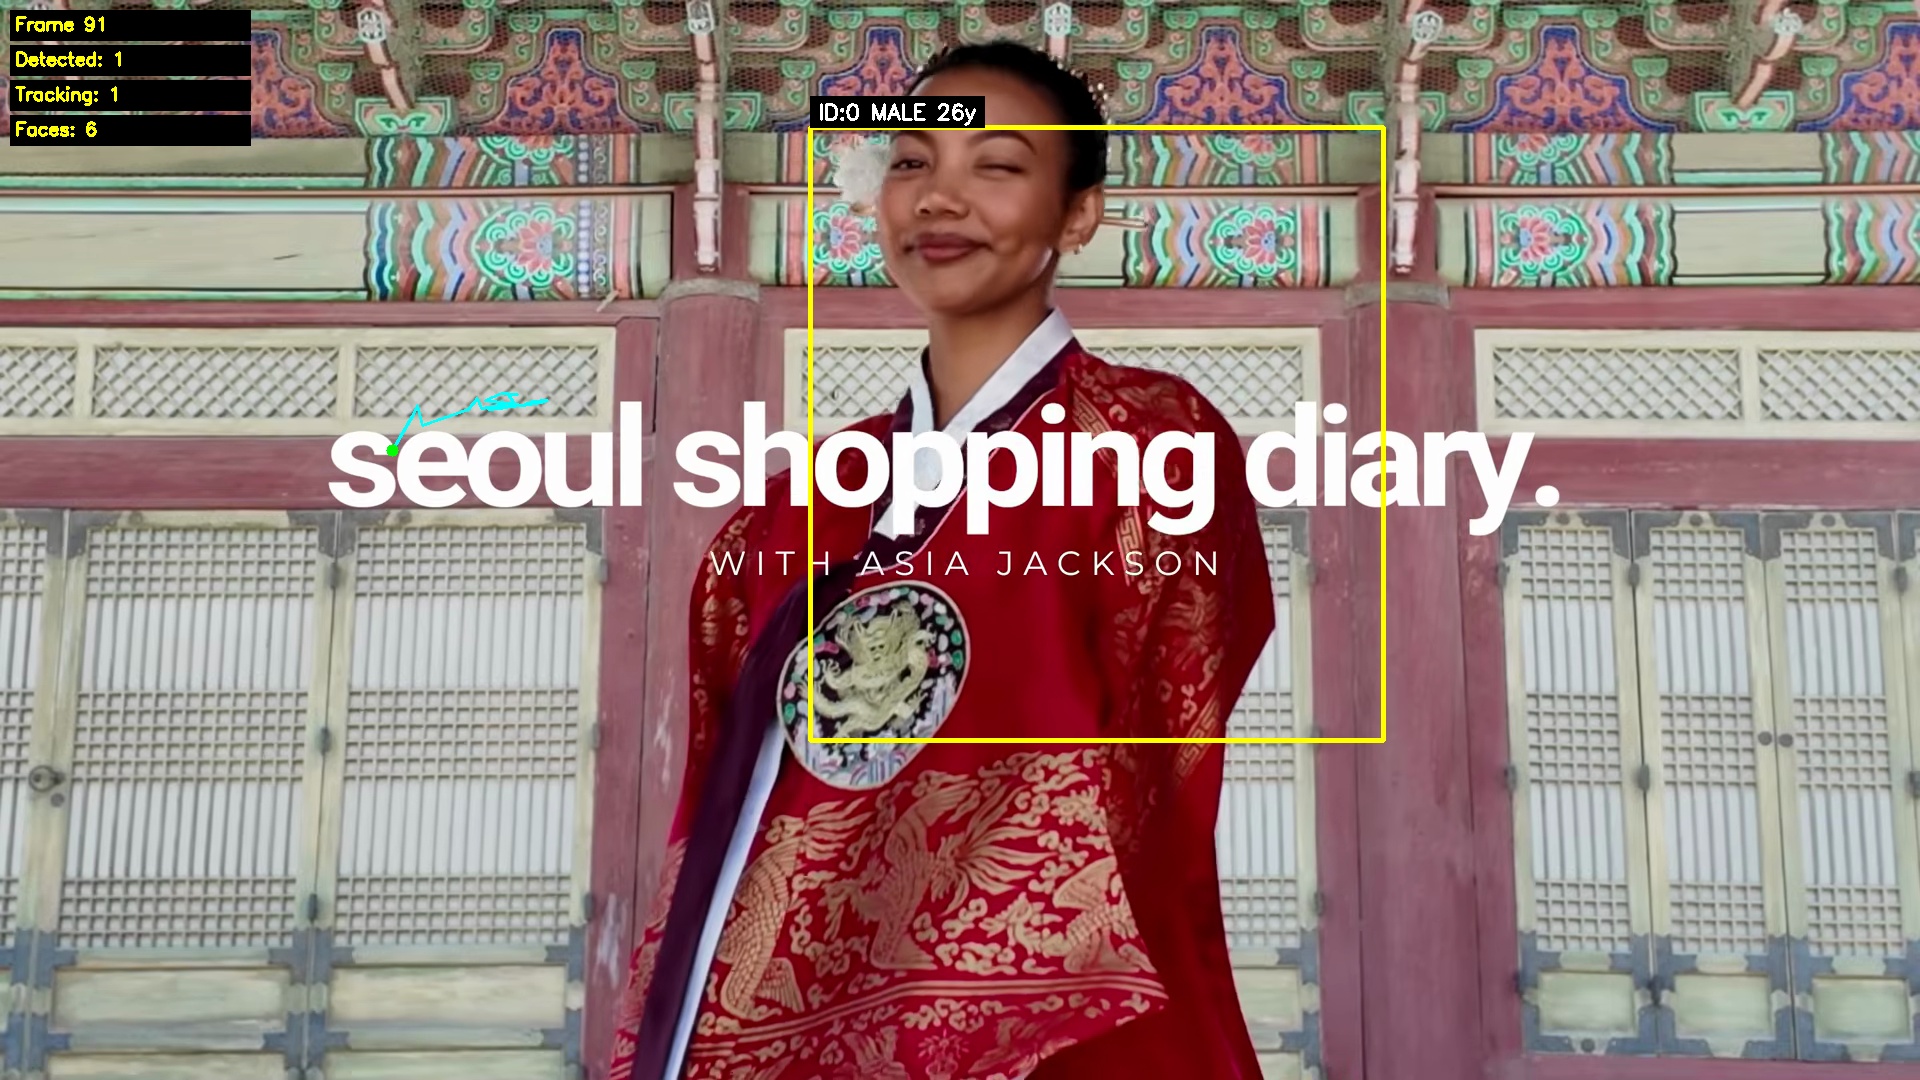 Frame 91
Detected: 1
Tracking: 1
Faces: 6
ID:0 MALE 26y
seoul shopping diary.
WITH ASIA JACKSON